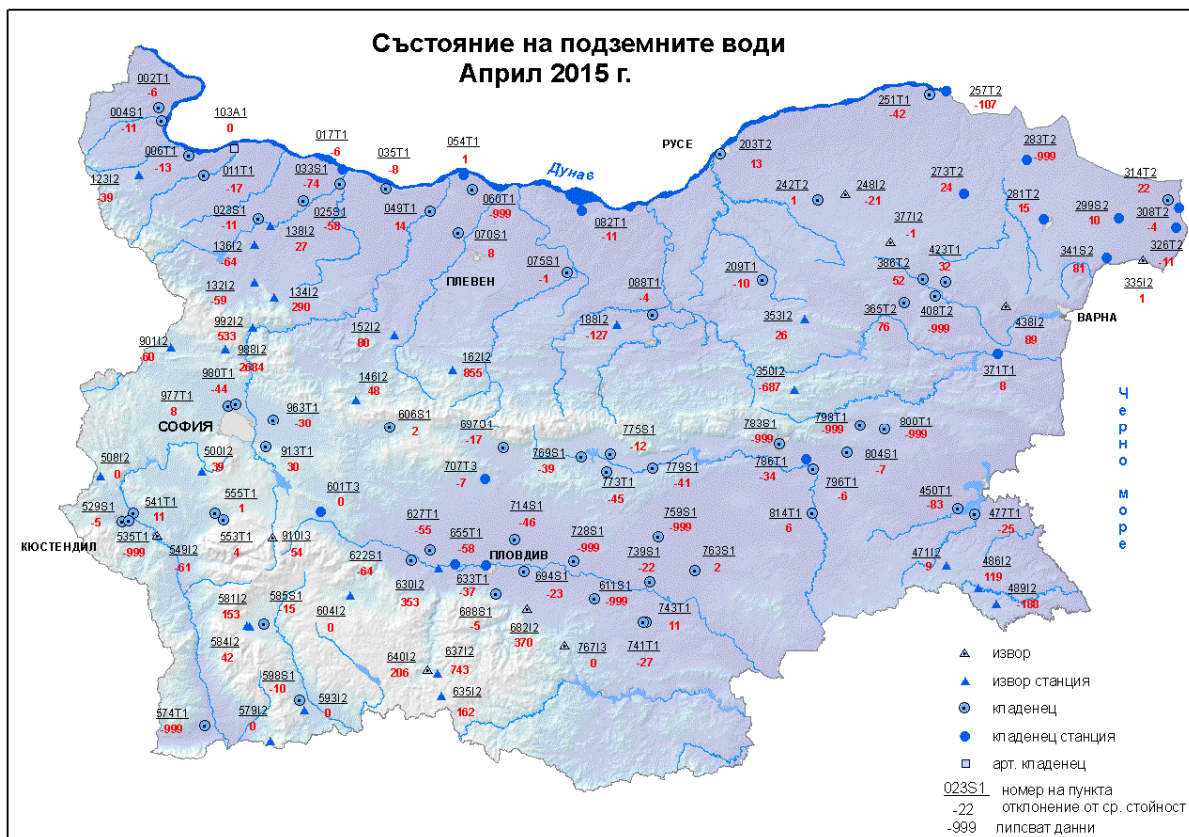 Състояние на подземните води
Април 2015 г.
002T1
-6
004S1
-11
103A1
0
006T1
-13
017T1
-6
054T1
1
035T1
-8
011T1
-17
033S1
-74
123I2
-39
023S1
-11
025S1
-58
049T1
14
060T1
-999
Дунав
082T1
-11
РУСЕ
203T2
13
251T1
-42
257T2
-107
283T2
-999
242T2
1
248I2
-21
273T2
24
281T2
15
299S2
10
314T2
22
308T2
-4
326T2
-11
335I2
1
341S2
81
377I2
-1
138I2
27
136I2
-64
070S1
8
ПЛЕВЕН
075S1
-1
088T1
-4
209T1
-10
386T2
52
423T1
32
365T2
76
408T2
-999
ВАРНА
438I2
89
132I2
-59
134I2
290
992I2
533
988I2
2684
901I2
-60
152I2
80
188I2
-127
353I2
26
162I2
855
146I2
48
350I2
-687
371T1
8
980T1
-44
977T1
8
СОФИЯ
963T1
-30
606S1
2
697O1
-17
775S1
-12
783S1
-999
798T1
-999
800T1
-999
508I2
0
500I2
39
913T1
30
769S1
-39
773T1
-45
779S1
-41
786T1
-34
804S1
-7
796T1
-6
707T3
-7
601T3
0
529S1
-5
541T1
11
555T1
1
553T1
4
535T1
-999
КЮСТЕНДИЛ
549I2
-61
910I3
54
627T1
-55
714S1
-46
759S1
-999
814T1
6
450T1
-83
477T1
-25
655T1
-58
ПЛОВДИВ
728S1
-999
622S1
-64
630I2
353
633T1
-37
694S1
-23
739S1
-22
763S1
2
611S1
-999
471I2
9
486I2
119
489I2
-188
581I2
153
585S1
-15
604I2
0
688S1
-5
682I2
370
743T1
11
741T1
-27
584I2
42
637I2
743
640I2
206
767I3
0
635I2
162
598S1
-10
593I2
0
574T1
-999
579I2
0
Черно море
извор
извор станция
кладенец
кладенец станция
арт. кладенец
023S1 номер на пункта
-22 отклонение от ср. стойност
-999 липсват данни